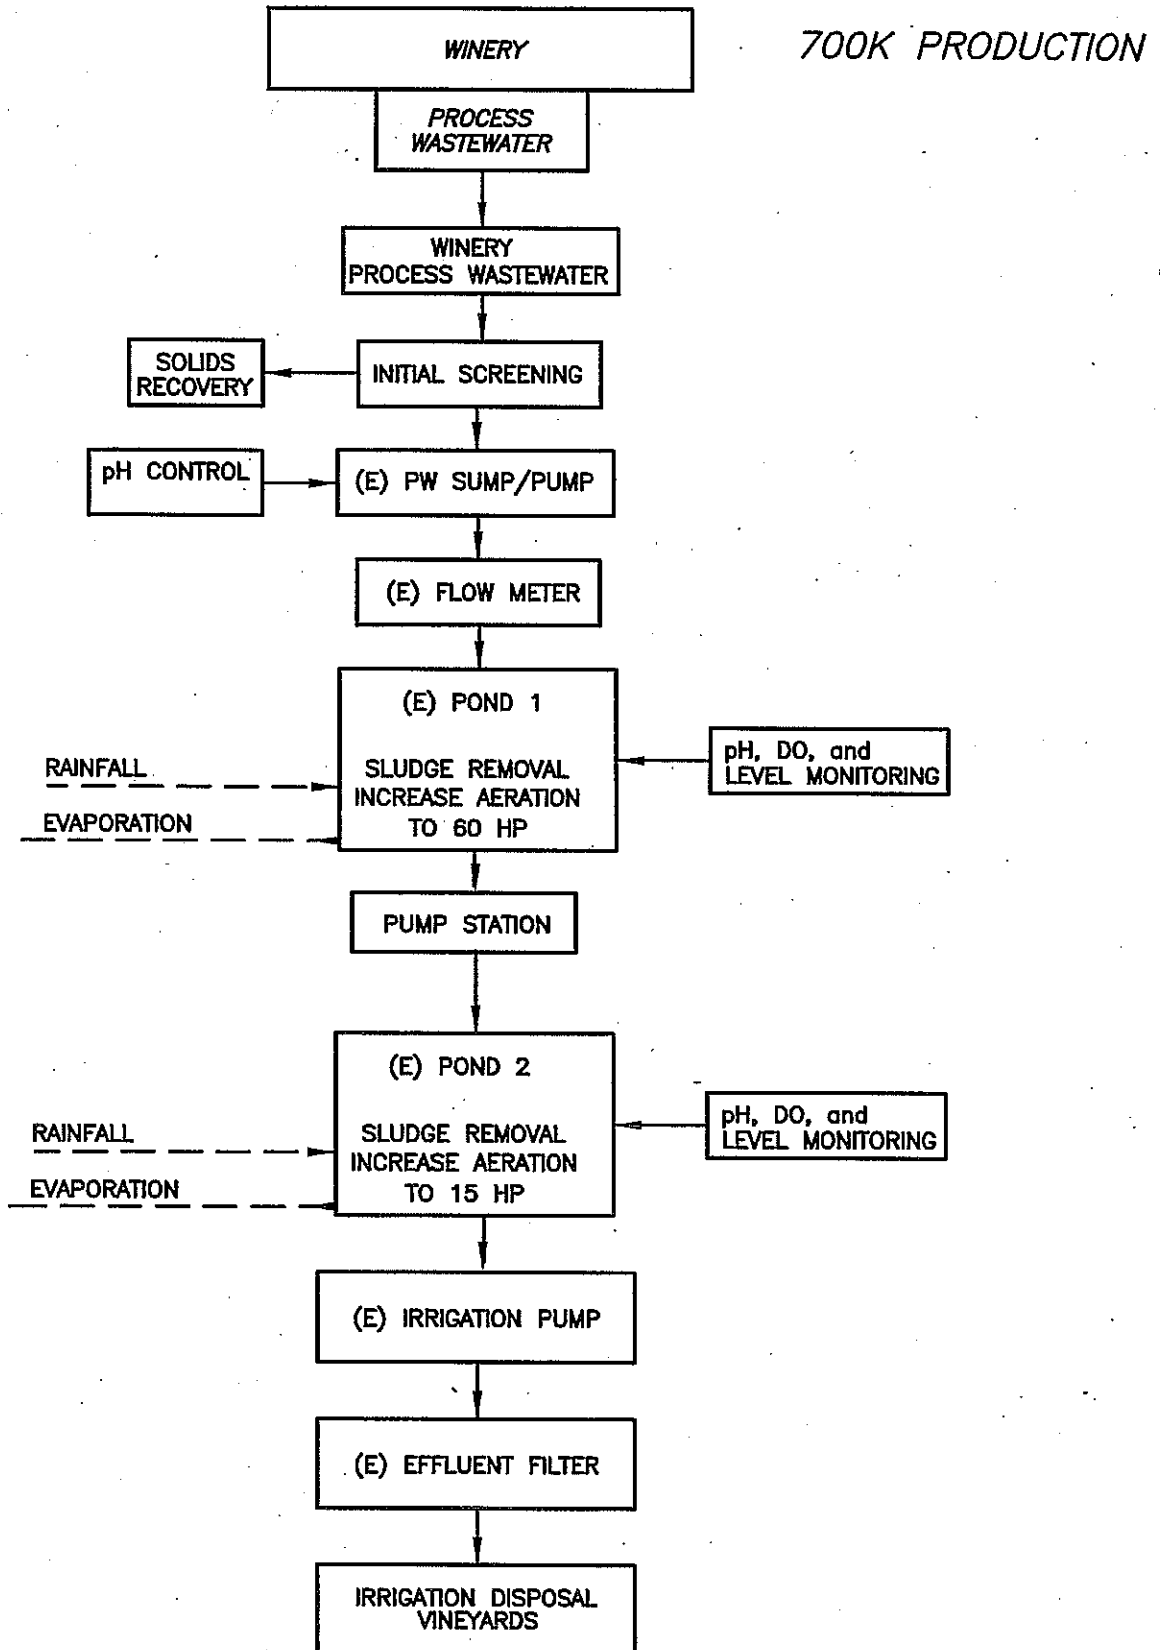 WINERY
700K PRODUCTION
PROCESS
WASTEWATER
WINERY
PROCESS WASTEWATER
SOLIDS
RECOVERY
INITIAL SCREENING
pH CONTROL
(E) PW SUMP/PUMP
(E) FLOW METER
(E) POND 1
SLUDGE REMOVAL
INCREASE AERATION
TO 60 HP
RAINFALL
EVAPORATION
pH, DO, and
LEVEL MONITORING
PUMP STATION
(E) POND 2
SLUDGE REMOVAL
INCREASE AERATION
TO 15 HP
RAINFALL
EVAPORATION
pH, DO, and
LEVEL MONITORING
(E) IRRIGATION PUMP
(E) EFFLUENT FILTER
IRRIGATION DISPOSAL
VINEYARDS